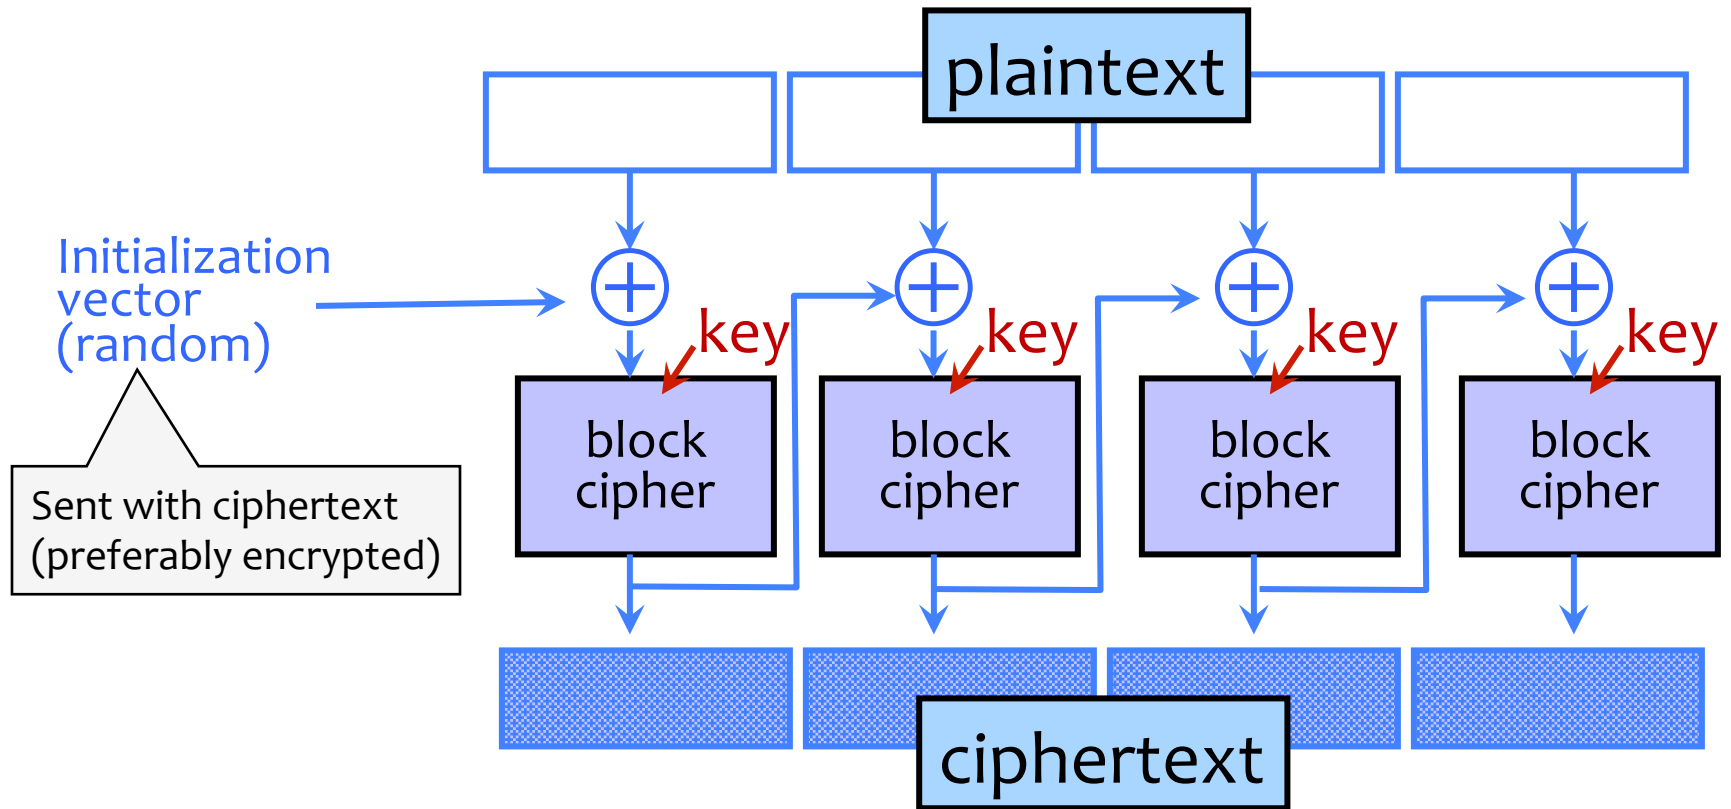 plaintext
Initialization
vector
(random)
key
key
key
key
block
cipher
block
cipher
block
cipher
block
cipher
Sent with ciphertext
(preferably encrypted)
ciphertext